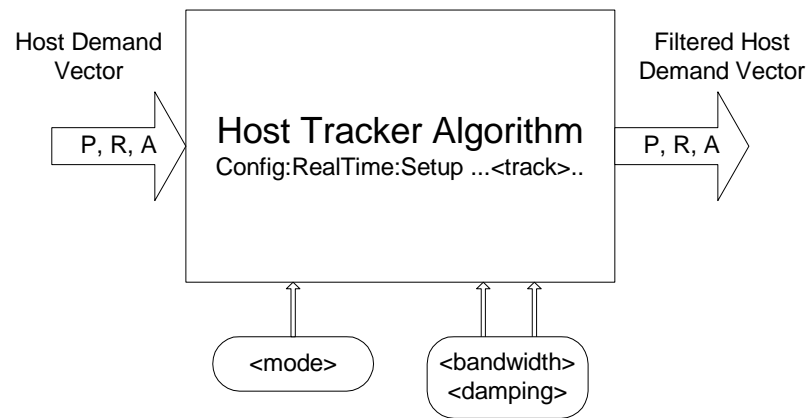 Host Demand
Vector
Filtered Host
Demand Vector
P, R, A
Host Tracker Algorithm
Config:RealTime:Setup ...<track>..
P, R, A
<mode>
<bandwidth>
<damping>